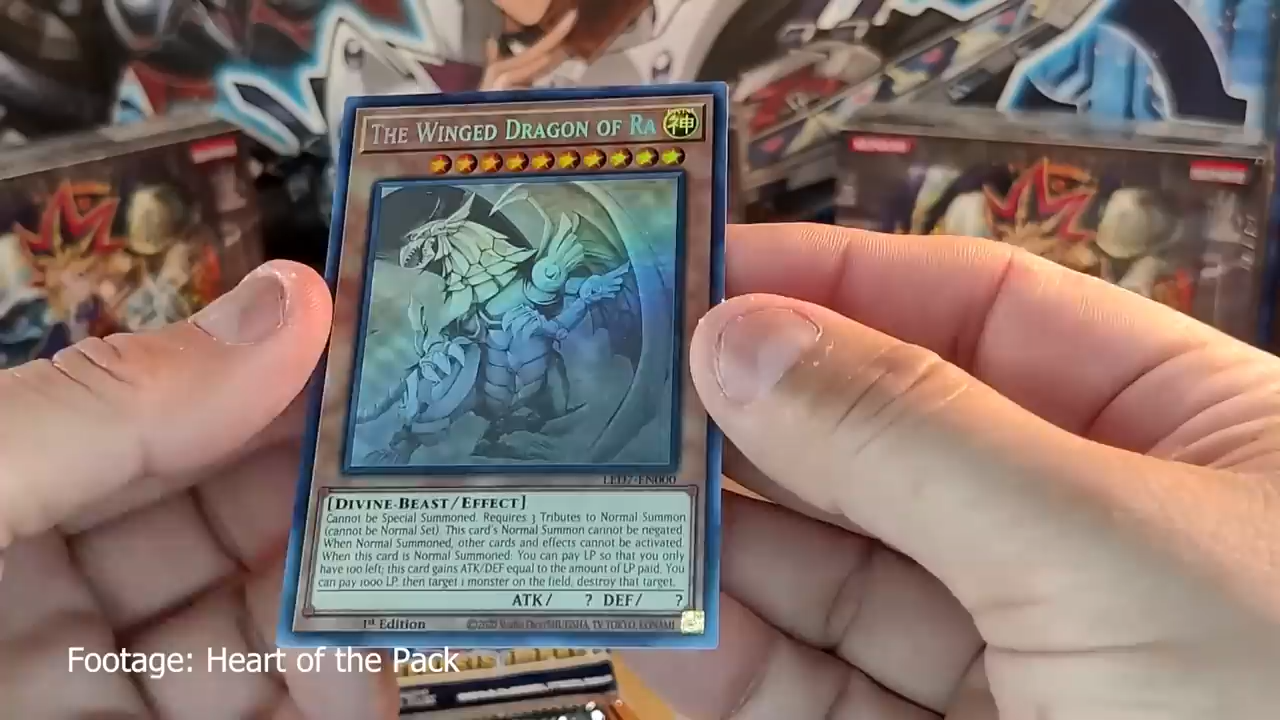 THE WINGED DRAGON OF RA
神
LED7-EN000
[DIVINE-BEAST/EFFECT]
Cannot be Special Summoned. Requires 3 Tributes to Normal Summon
(cannot be Normal Set). This card's Normal Summon cannot be negated.
When Normal Summoned, other cards and effects cannot be activated.
When this card is Normal Summoned: You can pay LP so that you only
have 100 left; this card gains ATK/DEF equal to the amount of LP paid. You
can pay 1000 LP, then target 1 monster on the field; destroy that target.
ATK/ ? DEF/ ?
1st Edition
©2020 Studio Dice/SHUEISHA, TV TOKYO, KONAMI
Footage: Heart of the Pack
KONAMI